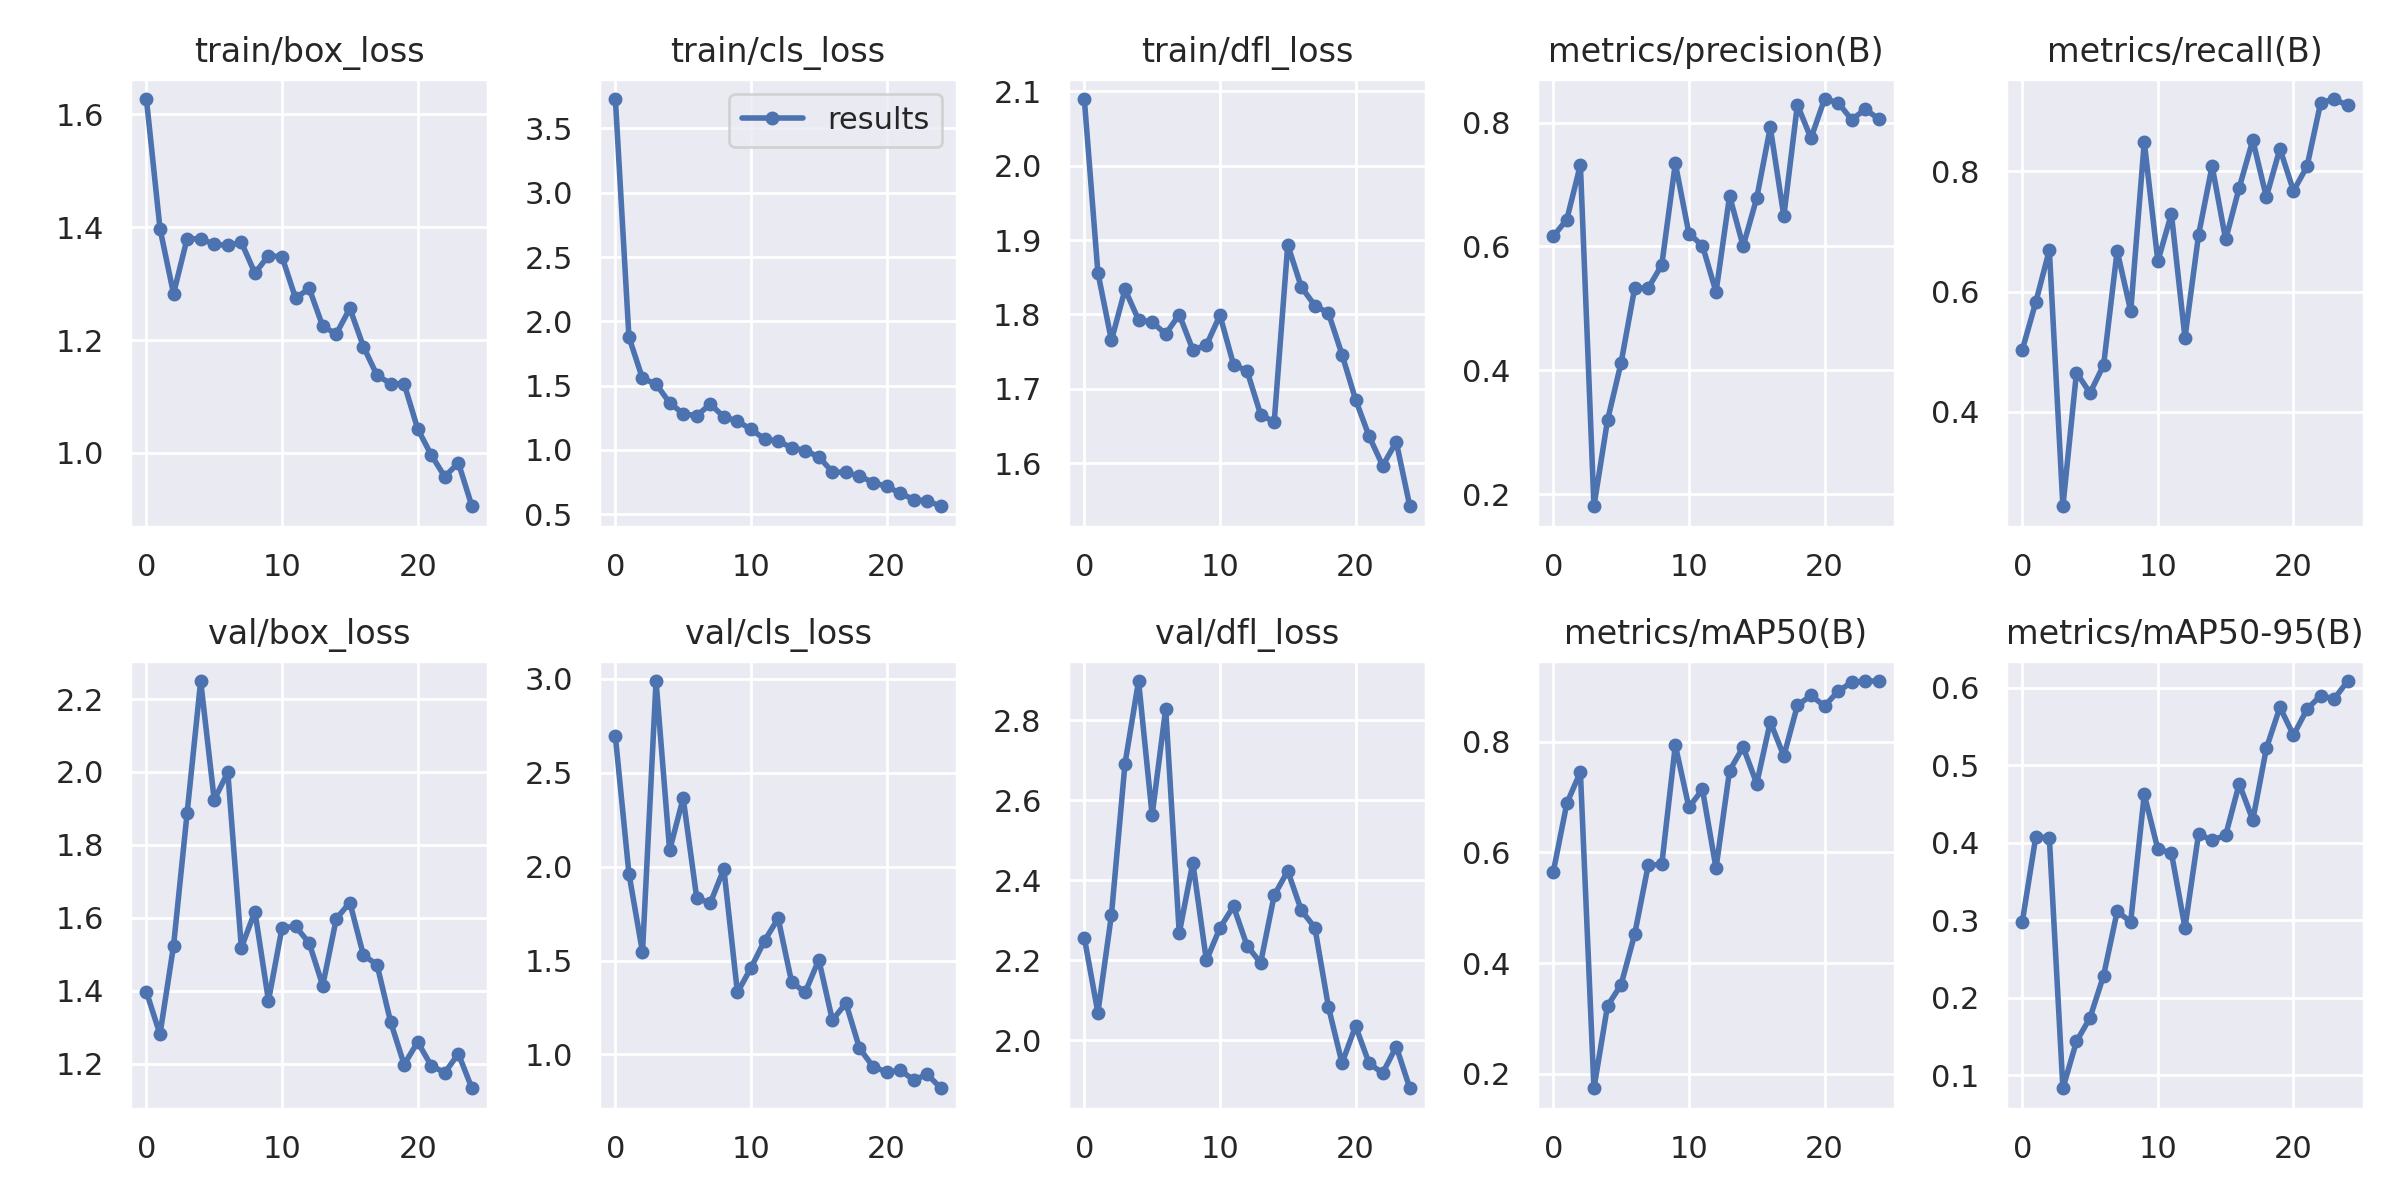 train/box_loss
1.6
1.4
1.2
1.0
0 10 20
train/cls_loss
results
3.5
3.0
2.5
2.0
1.5
1.0
0.5
0 10 20
train/dfl_loss
2.1
2.0
1.9
1.8
1.7
1.6
0 10 20
metrics/precision(B)
0.8
0.6
0.4
0.2
0 10 20
metrics/recall(B)
0.8
0.6
0.4
0 10 20
val/box_loss
2.2
2.0
1.8
1.6
1.4
1.2
0 10 20
val/cls_loss
3.0
2.5
2.0
1.5
1.0
0 10 20
val/dfl_loss
2.8
2.6
2.4
2.2
2.0
0 10 20
metrics/mAP50(B)
0.8
0.6
0.4
0.2
0 10 20
metrics/mAP50-95(B)
0.6
0.5
0.4
0.3
0.2
0.1
0 10 20